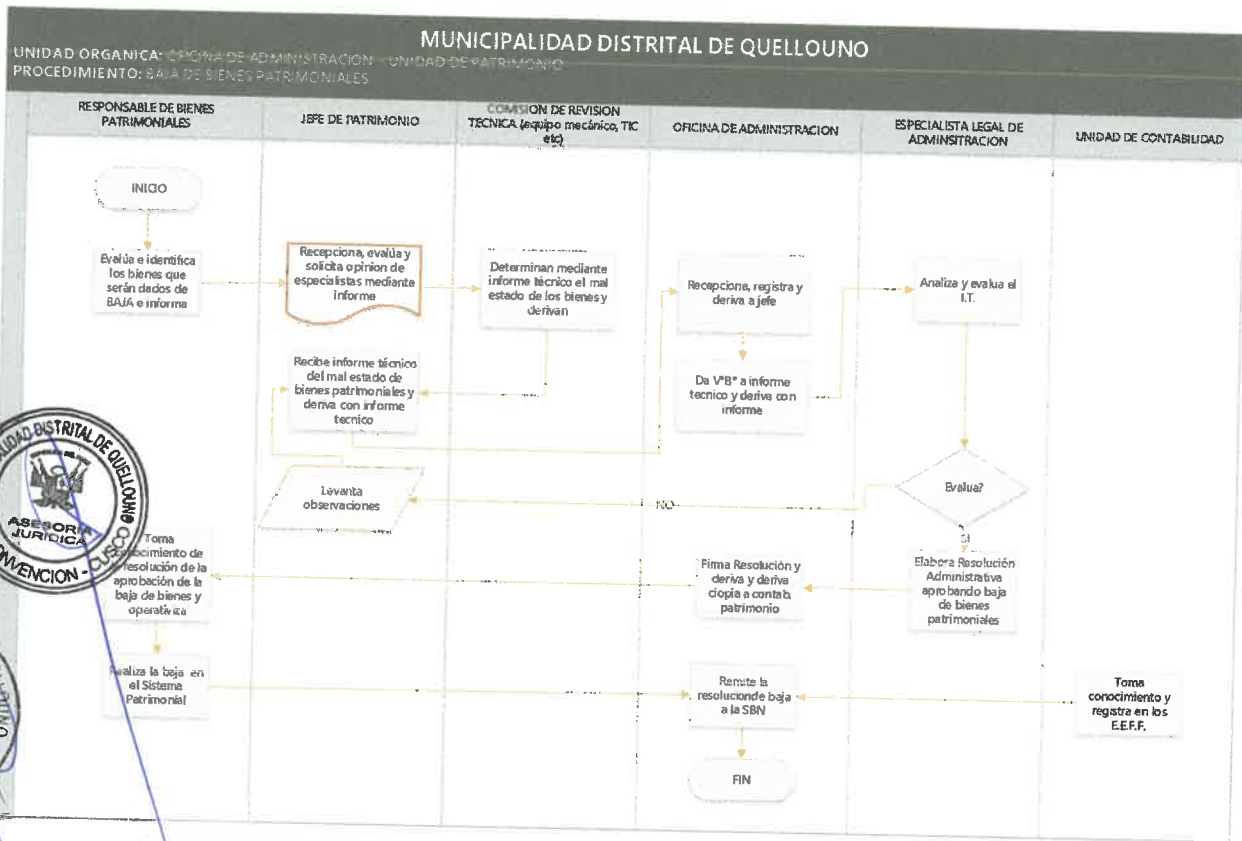 MUNICIPALIDAD DISTRITAL DE QUELLOUNO
UNIDAD ORGANICA: OFICINA DE ADMINISTRACION - UNIDAD DE PATRIMONIO
PROCEDIMIENTO: BAJA DE BIENES PATRIMONIALES
RESPONSABLE DE BIENES
PATRIMONIALES
JEFE DE PATRIMONIO
COMISION DE REVISION
TECNICA (equipo mecánico, TIC
etc)
OFICINA DE ADMINISTRACION
ESPECIALISTA LEGAL DE
ADMINSITRACION
UNIDAD DE CONTABILIDAD
INICIO
Evalúa e identifica
los bienes que
serán dados de
BAJA e informa
Recepciona, evalúa y
solicita opinion de
especialistas mediante
informe
Determinan mediante
informe técnico el mal
estado de los bienes y
derivan
Recepciona, registra y
deriva a jefe
Analiza y evalua el
I.T.
Recibe informe técnico
del mal estado de
bienes patrimoniales y
deriva con informe
tecnico
Da V°B° a informe
tecnico y deriva con
informe
Levanta
observaciones
NO
Evalua?
SI
Toma
conocimiento de
resolución de la
aprobación de la
baja de bienes y
operativiza
Firma Resolución y
deriva y deriva
ciopia a contab.
patrimonio
Elabora Resolución
Administrativa
aprobando baja
de bienes
patrimoniales
Realiza la baja en
el Sistema
Patrimonial
Remite la
resolucionde baja
a la SBN
Toma
conocimiento y
registra en los
EE.F.F.
FIN
DISTRITAL DE QUELLOUNO
ASESORIA
JURIDICA
CONVENCION - CUSCO